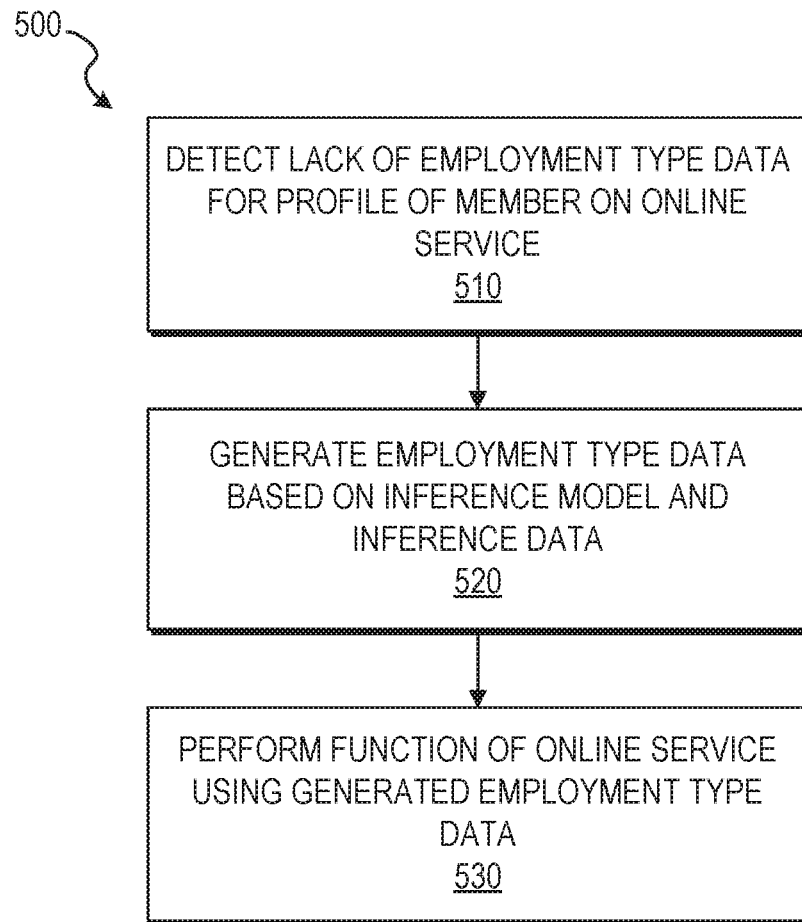 500
DETECT LACK OF EMPLOYMENT TYPE DATA
FOR PROFILE OF MEMBER ON ONLINE
SERVICE
510
GENERATE EMPLOYMENT TYPE DATA
BASED ON INFERENCE MODEL AND
INFERENCE DATA
520
PERFORM FUNCTION OF ONLINE SERVICE
USING GENERATED EMPLOYMENT TYPE
DATA
530